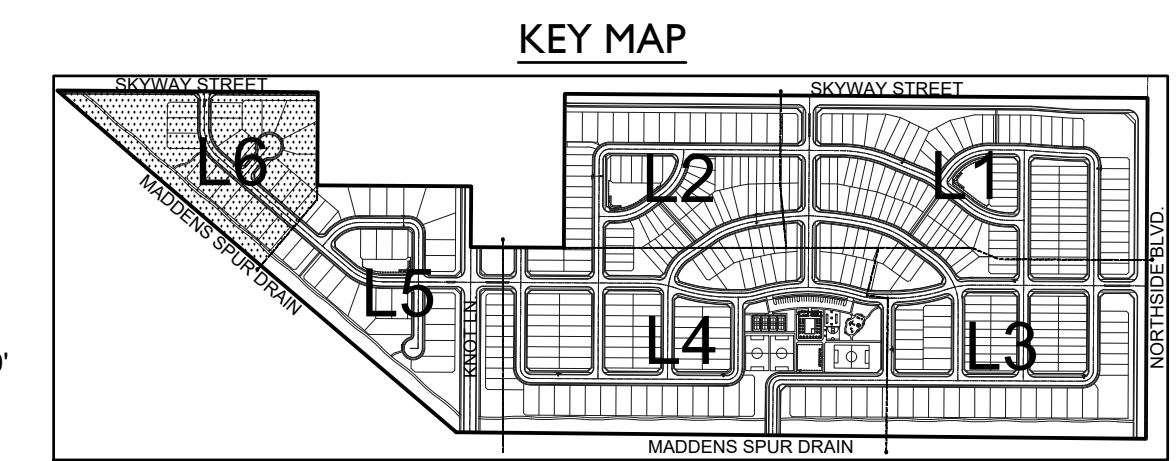 KEY MAP
SKYWAY STREET
SKYWAY STREET
L6
L2
L1
MADDENS SPUR DRAIN
NORTHSIDE BLVD.
L5
KNOT LN
L4
L3
MADDENS SPUR DRAIN